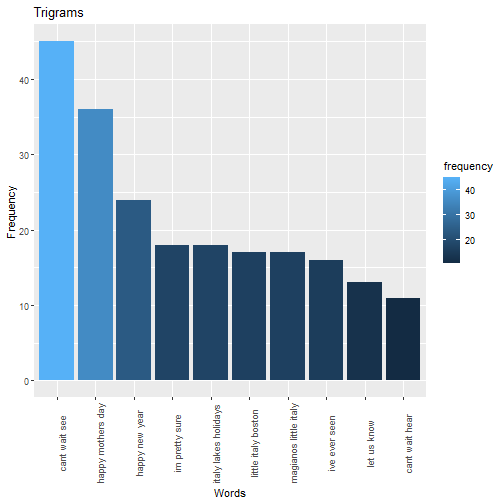 Trigrams
Frequency
40
30
20
10
0
cant wait see
happy mothers day
happy new year
im pretty sure
italy lakes holidays
little italy boston
magianos little italy
ive ever seen
let us know
cant wait hear
Words
frequency
40
30
20